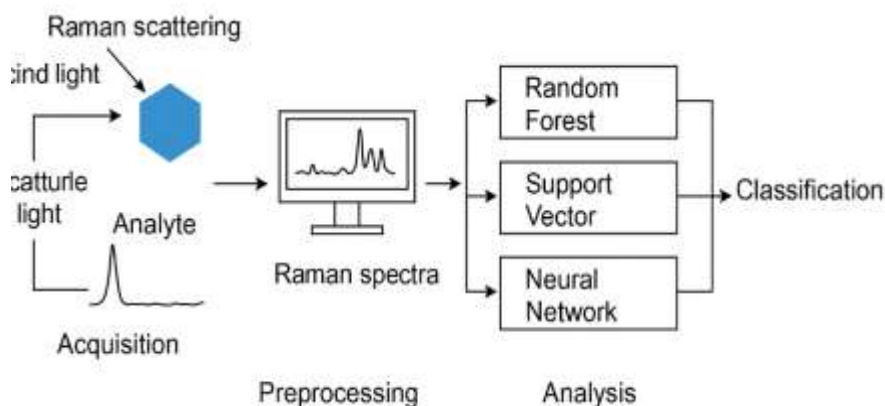 Raman scattering
cind light
catturle
light
Analyte
Acquisition
Raman spectra
Preprocessing
Random
Forest
Support
Vector
Neural
Network
Analysis
Classification